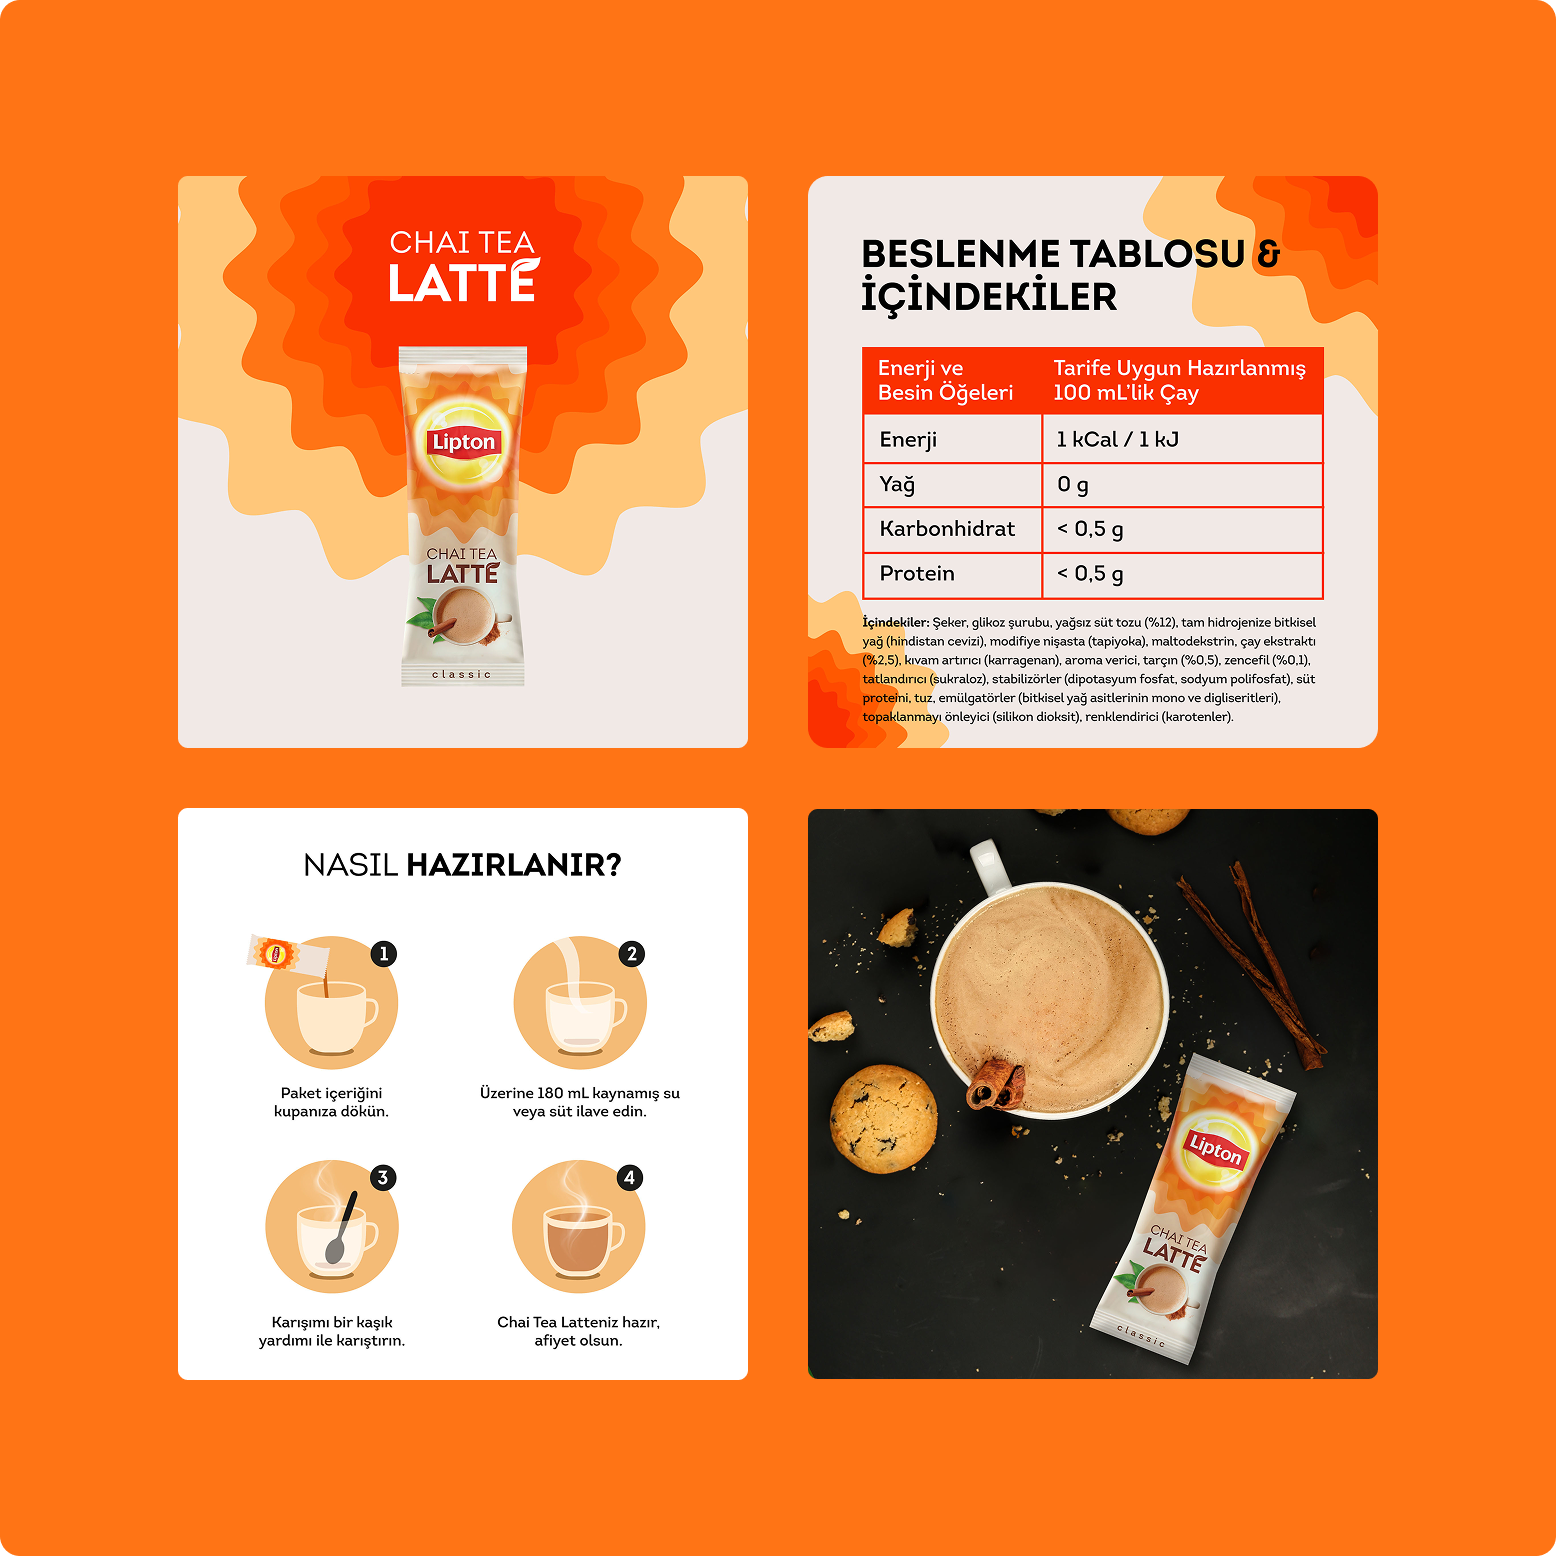 CHAI TEA
LATTE
Lipton
CHAI TEA
LATTE
classic
BESLENME TABLOSU &
İÇİNDEKİLER
Enerji ve
Besin Öğeleri
Tarife Uygun Hazırlanmış
100 mL'lik Çay
Enerji
1 kCal / 1 kJ
Yağ
0 g
Karbonhidrat
< 0,5 g
Protein
< 0,5 g
İçindekiler: Şeker, glikoz şurubu, yağsız süt tozu (%12), tam hidrojenize bitkisel
yağ (hindistan cevizi), modifiye nişasta (tapiyoka), maltodekstrin, çay ekstraktı
(%2,5), kıvam artırıcı (karragenan), aroma verici, tarçın (%0,5), zencefil (%0,1),
tatlandırıcı (sukraloz), stabilizörler (dipotasyum fosfat, sodyum polifosfat), süt
proteini, tuz, emülgatörler (bitkisel yağ asitlerinin mono ve digliseritleri),
topaklanmayı önleyici (silikon dioksit), renklendirici (karotenler).
NASIL HAZIRLANIR?
Lipton
1
Paket içeriğini
kupanıza dökün.
2
Üzerine 180 mL kaynamış su
veya süt ilave edin.
3
Karışımı bir kaşık
yardımı ile karıştırın.
4
Chai Tea Latteniz hazır,
afiyet olsun.
Lipton
CHAI TEA
LATTE
classic